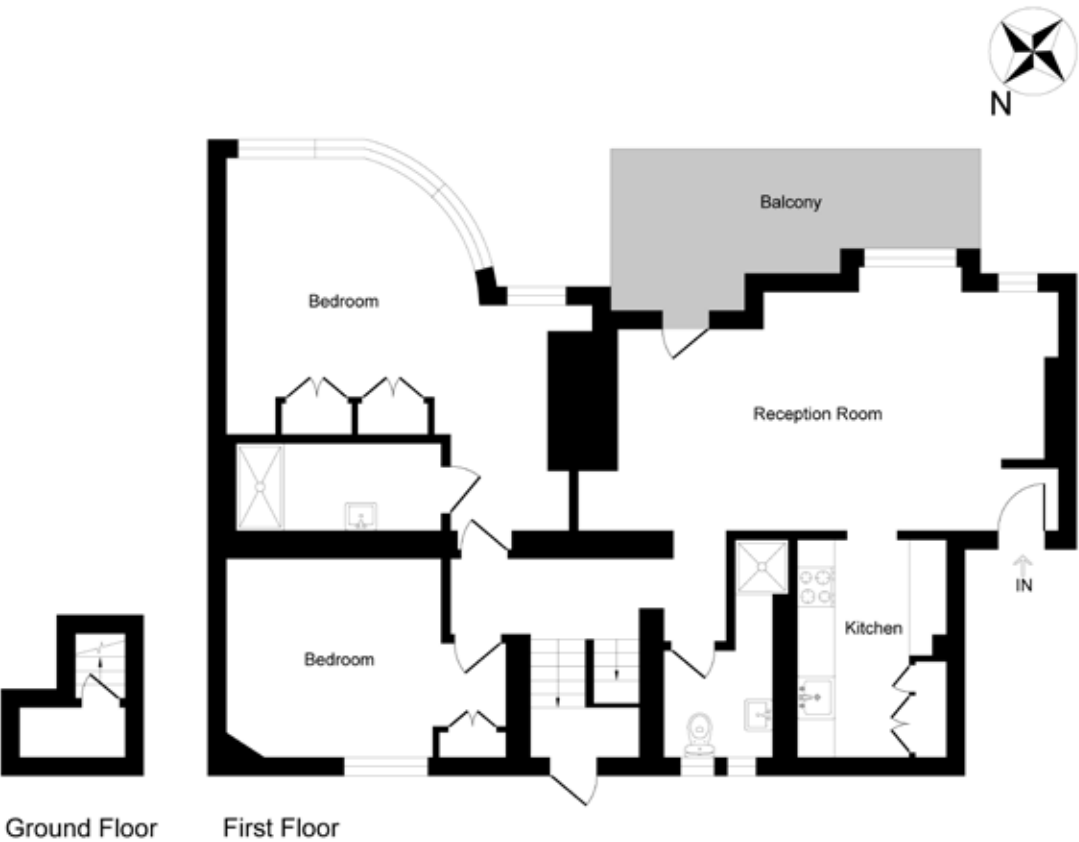 N
Balcony
Bedroom
Reception Room
IN
Kitchen
Bedroom
Ground Floor
First Floor